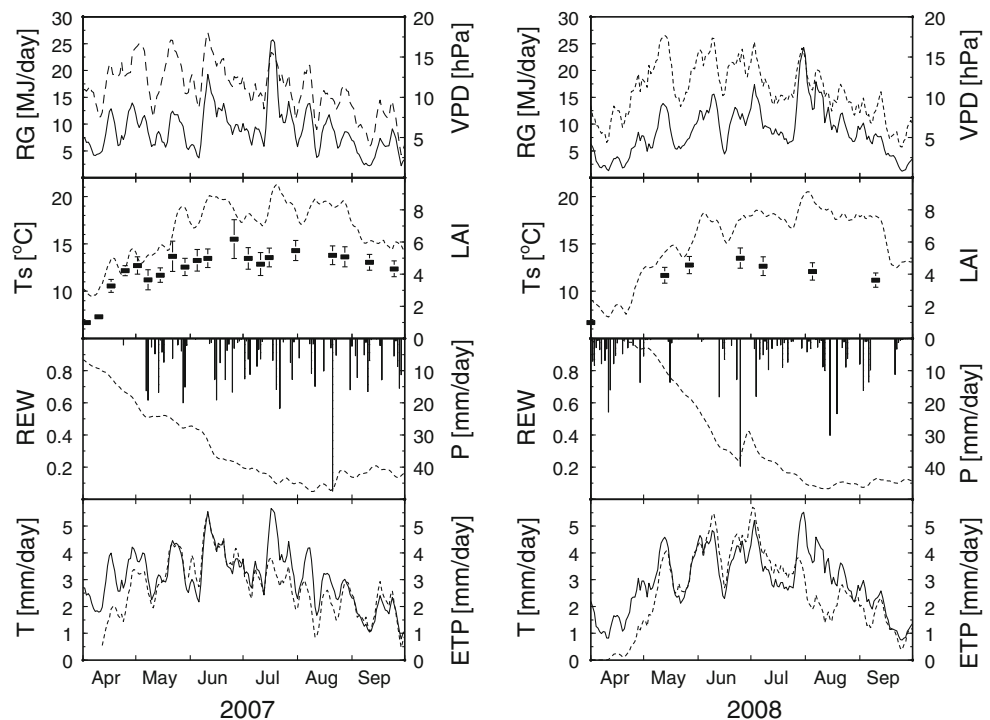 30 25 20 15 10 5
RG [MJ/day]
20 15 10 5 0
VPD [hPa]
20 15 10
Ts [°C]
8 6 4 2 0
LAI
0.8 0.6 0.4 0.2
REW
0 10 20 30 40
P [mm/day]
5 4 3 2 1 0
T [mm/day]
5 4 3 2 1 0
ETP [mm/day]
Apr May Jun Jul Aug Sep
2007
30 25 20 15 10 5
RG [MJ/day]
20 15 10 5 0
VPD [hPa]
20 15 10
Ts [°C]
8 6 4 2 0
LAI
0.8 0.6 0.4 0.2
REW
0 10 20 30 40
P [mm/day]
5 4 3 2 1 0
T [mm/day]
5 4 3 2 1 0
ETP [mm/day]
Apr May Jun Jul Aug Sep
2008